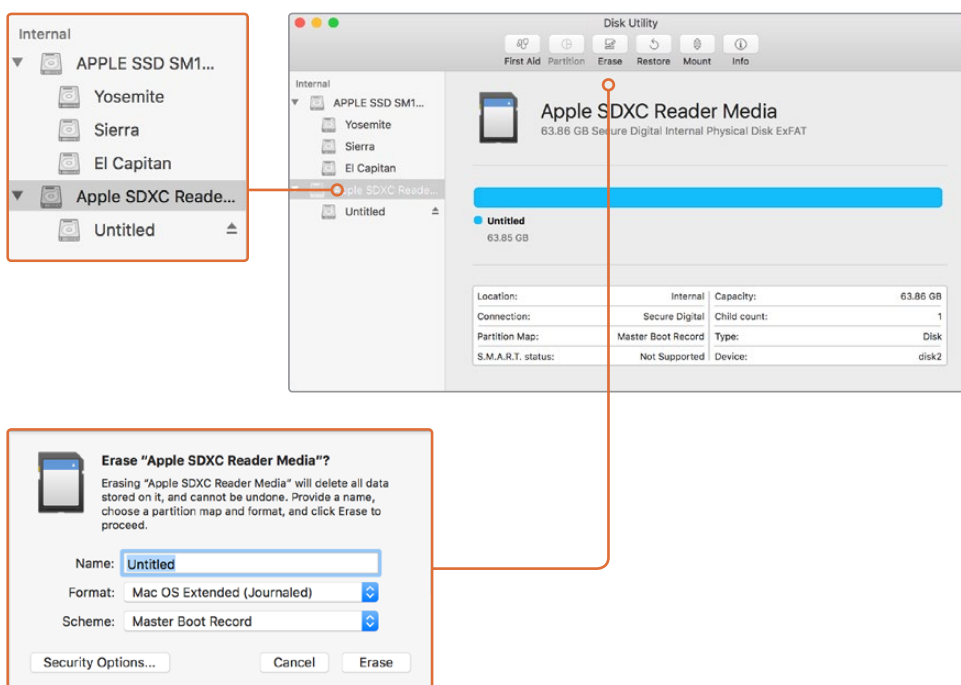 Internal
APPLE SSD SM1...
Yosemite
Sierra
El Capitan
Apple SDXC Reade...
Untitled
Disk Utility
First Aid Partition Erase Restore Mount Info
Internal
APPLE SSD SM1...
Yosemite
Sierra
El Capitan
Apple SDXC Reade...
Untitled
Apple SDXC Reader Media
63.86 GB Secure Digital Internal Physical Disk ExFAT
Untitled
63.85 GB
Location: Internal Capacity: 63.86 GB
Connection: Secure Digital Child count: 1
Partition Map: Master Boot Record Type: Disk
S.M.A.R.T. status: Not Supported Device: disk2
Erase "Apple SDXC Reader Media"?
Erasing "Apple SDXC Reader Media" will delete all data
stored on it, and cannot be undone. Provide a name,
choose a partition map and format, and click Erase to
proceed.
Name: Untitled
Format: Mac OS Extended (Journaled)
Scheme: Master Boot Record
Security Options... Cancel Erase